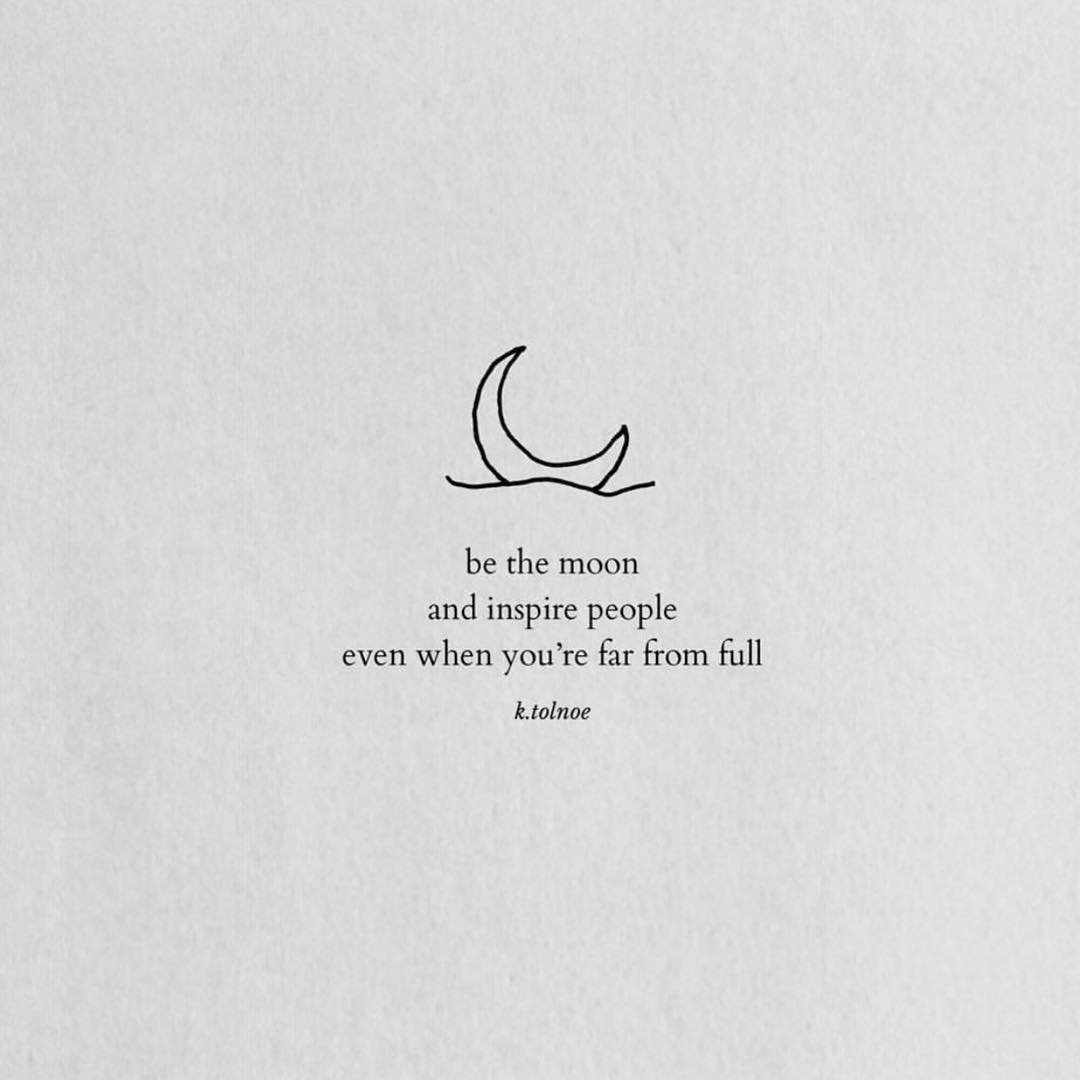 be the moon
and inspire people
even when you’re far from full
k.tolnoe